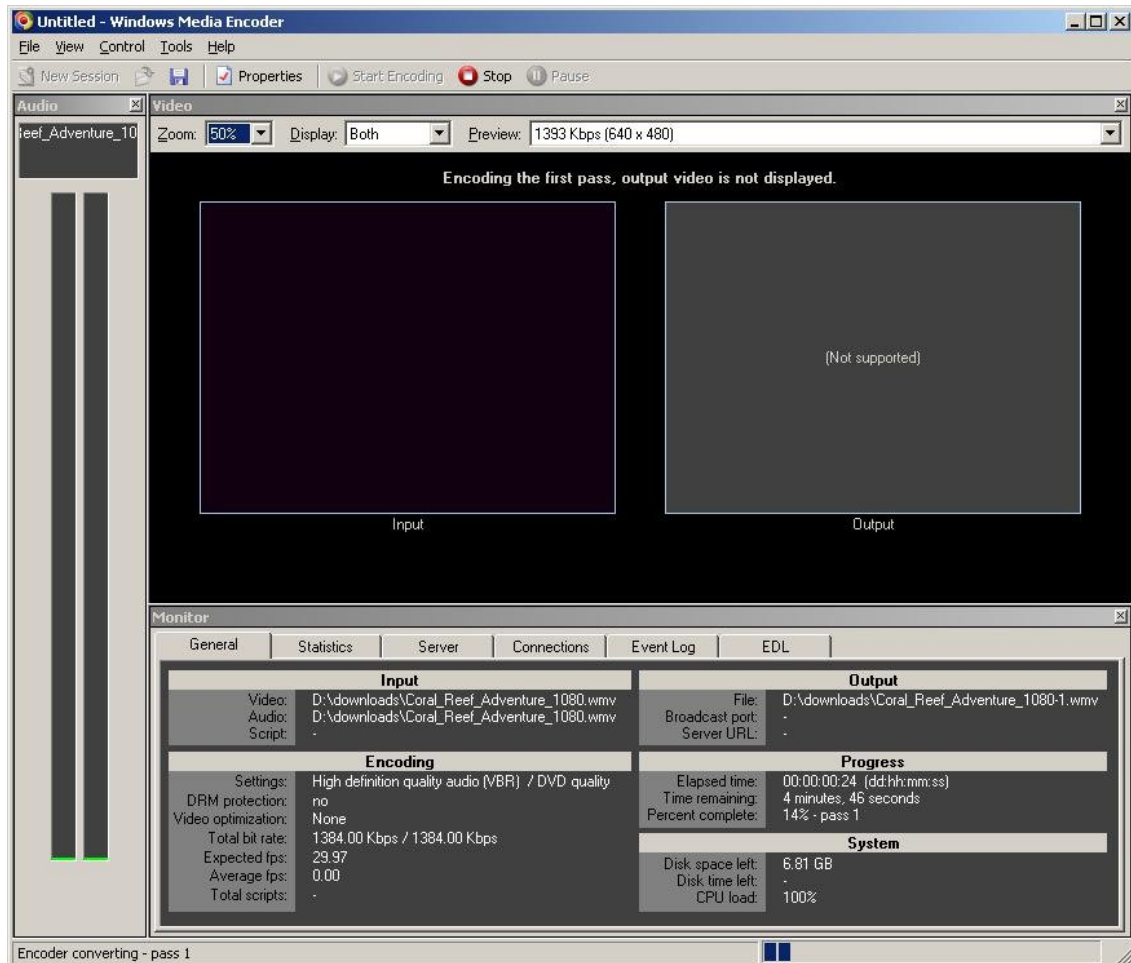 Untitled - Windows Media Encoder
File View Control Tools Help
New Session Properties Start Encoding Stop Pause
Audio
eef_Adventure_10
Video
Zoom: 50% Display: Both Preview: 1393 Kbps (640 x 480)
Encoding the first pass, output video is not displayed.
(Not supported)
Input Output
Monitor
General Statistics Server Connections Event Log EDL
Input
Video: D:\downloads\Coral_Reef_Adventure_1080.wmv
Audio: D:\downloads\Coral_Reef_Adventure_1080.wmv
Script: -
Encoding
Settings: High definition quality audio (VBR) / DVD quality
DRM protection: no
Video optimization: None
Total bit rate: 1384.00 Kbps / 1384.00 Kbps
Expected fps: 29.97
Average fps: 0.00
Total scripts: -
Output
File: D:\downloads\Coral_Reef_Adventure_1080-1.wmv
Broadcast port: -
Server URL: -
Progress
Elapsed time: 00:00:00:24 (dd:hh:mm:ss)
Time remaining: 4 minutes, 46 seconds
Percent complete: 14% - pass 1
System
Disk space left: 6.81 GB
Disk time left: -
CPU load: 100%
Encoder converting - pass 1